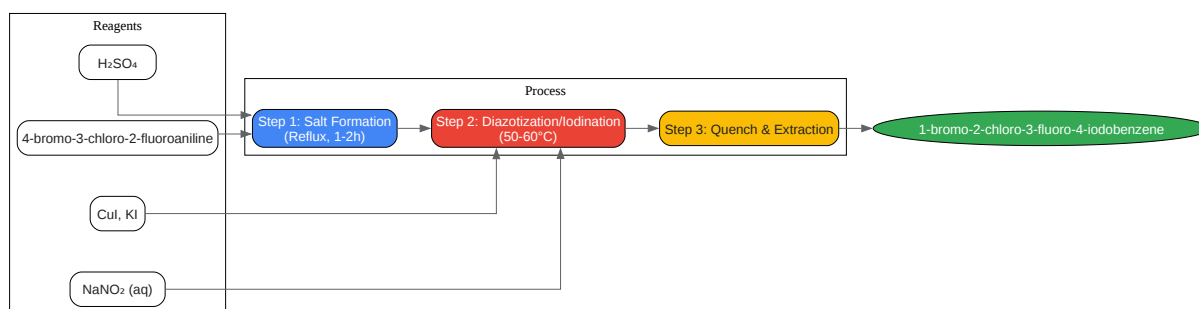 Reagents
H₂SO₄
4-bromo-3-chloro-2-fluoroaniline
CuI, KI
NaNO₂ (aq)
Process
Step 1: Salt Formation
(Reflux, 1-2h)
Step 2: Diazotization/Iodination
(50-60°C)
Step 3: Quench & Extraction
1-bromo-2-chloro-3-fluoro-4-iodobenzene